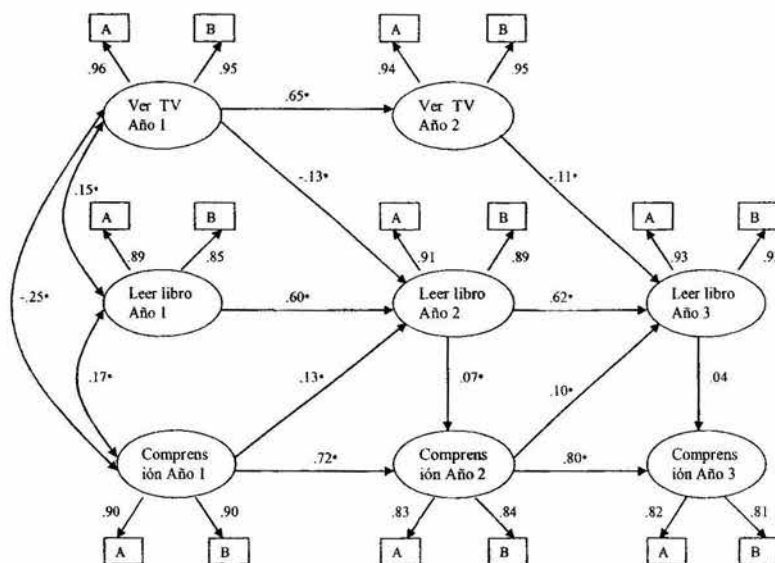 A B A B
.96 .95 .94 .95
Ver TV Año 1
.65*
Ver TV Año 2
.15*
-.13*
-.11*
A B A B A B
.89 .85 .91 .89 .93
-.25*
Leer libro Año 1
.60*
Leer libro Año 2
.62*
Leer libro Año 3
.17*
.13*
.07*
.10*
.04
Comprens ión Año 1
.72*
Comprens ión Año 2
.80*
Comprens ión Año 3
.90 .90 .83 .84 .82 .81
A B A B A B